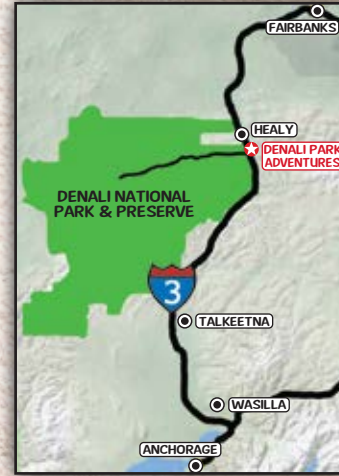 FAIRBANKS
HEALY
DENALI PARK
ADVENTURES
DENALI NATIONAL
PARK & PRESERVE
3
TALKEETNA
WASILLA
ANCHORAGE